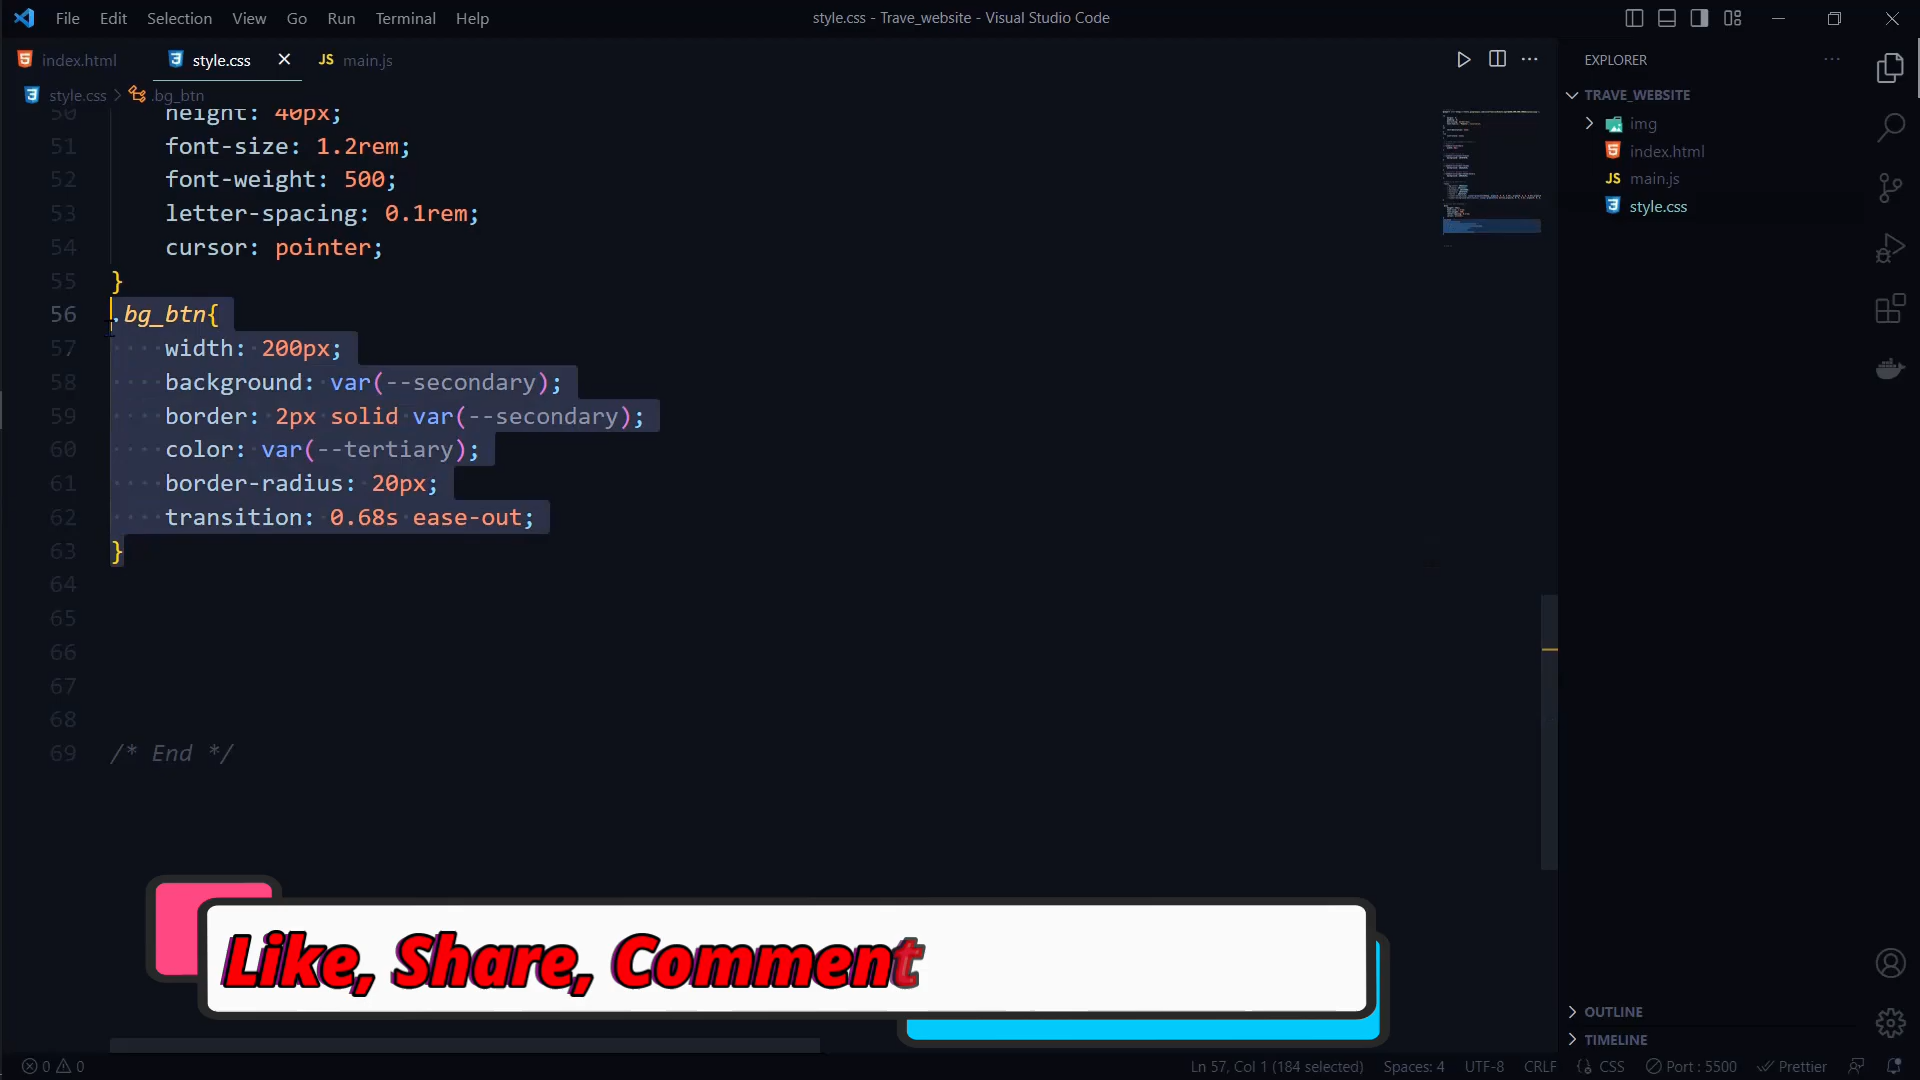 File Edit Selection View Go Run Terminal Help
style.css - Trave_website - Visual Studio Code
index.html style.css JS main.js
style.css > .bg_btn
50 height: 40px;
51 font-size: 1.2rem;
52 font-weight: 500;
53 letter-spacing: 0.1rem;
54 cursor: pointer;
55 }
56 .bg_btn{
57 width: 200px;
58 background: var(--secondary);
59 border: 2px solid var(--secondary);
60 color: var(--tertiary);
61 border-radius: 20px;
62 transition: 0.68s ease-out;
63 }
64
65
66
67
68
69 /* End */
EXPLORER
TRAVE_WEBSITE
img
index.html
JS main.js
style.css
Like, Share, Comment
OUTLINE
TIMELINE
0 0
Ln 57, Col 1 (184 selected) Spaces: 4 UTF-8 CRLF {} CSS Port : 5500 Prettier